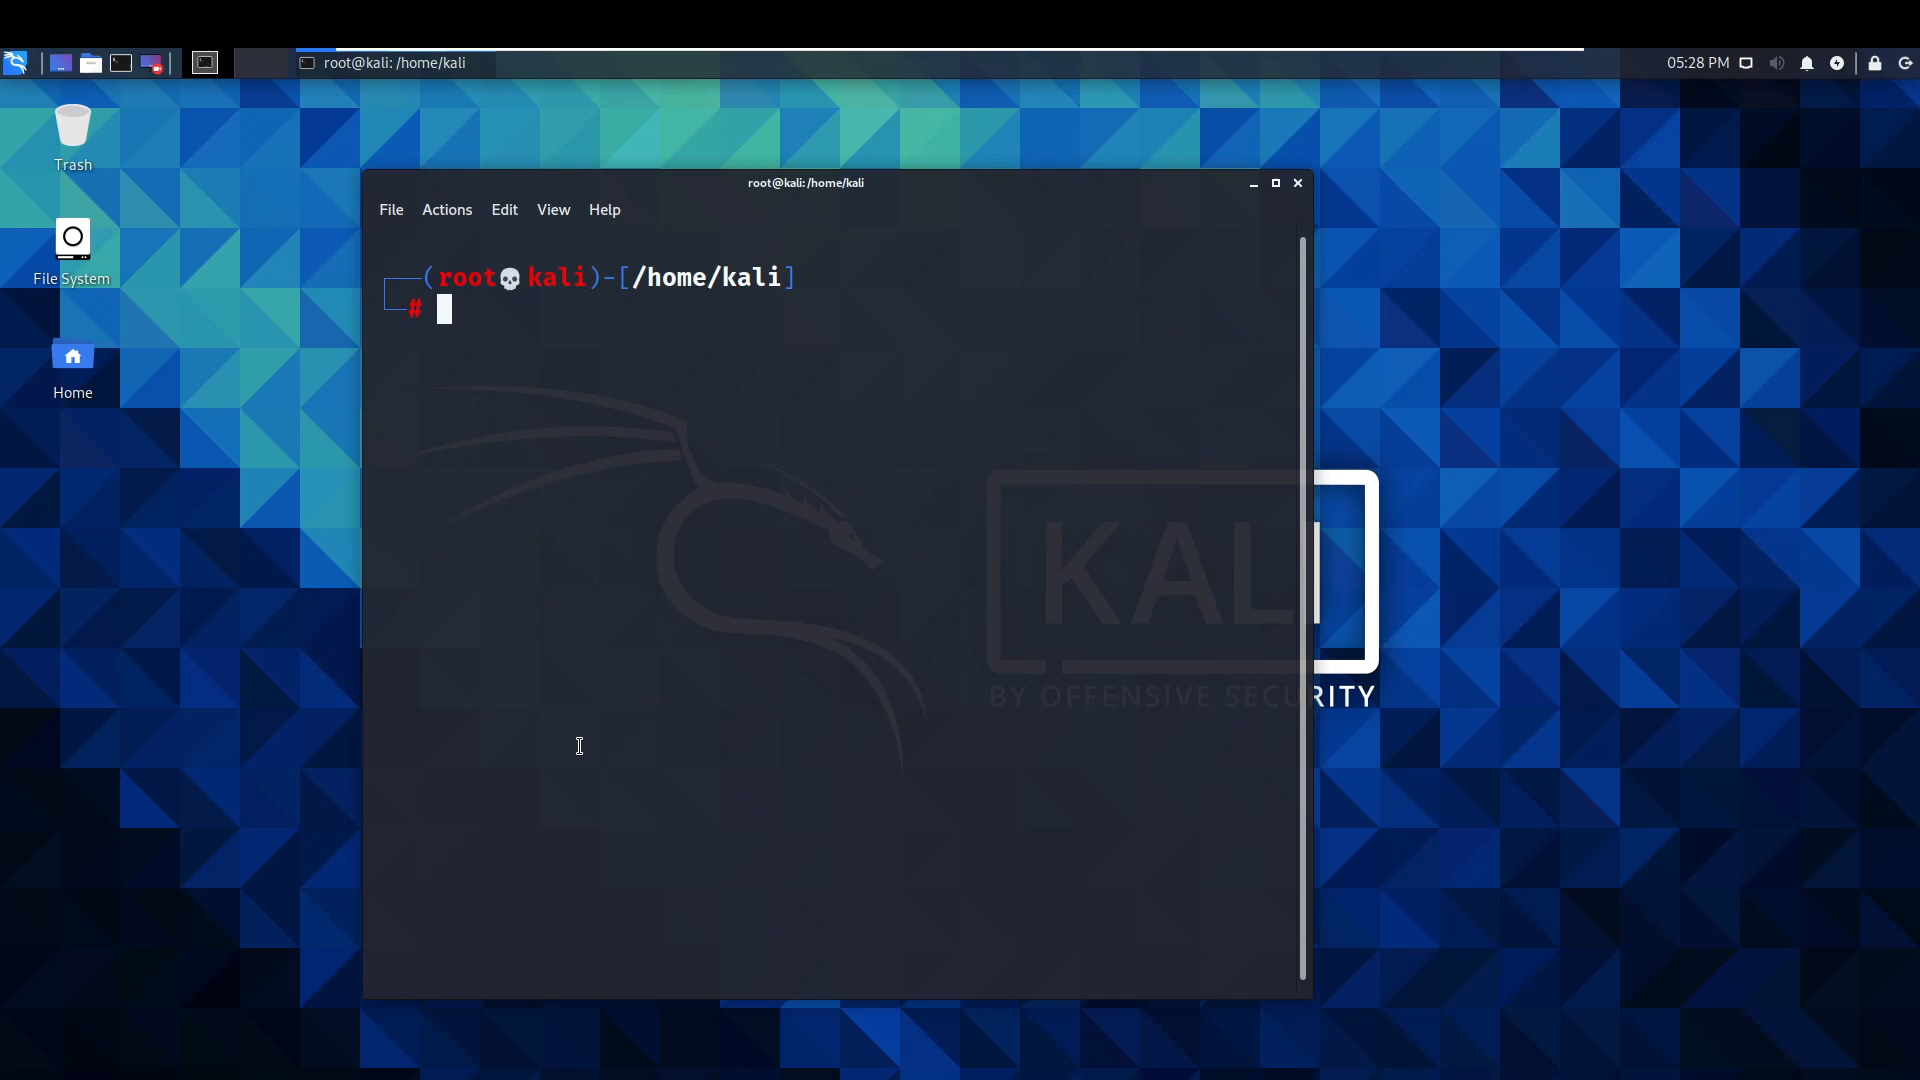 root@kali: /home/kali
05:28 PM
Trash
File System
Home
root@kali: /home/kali
File Actions Edit View Help
┌──(root💀kali)-[/home/kali]
└─#
KALI
BY OFFENSIVE SECURITY